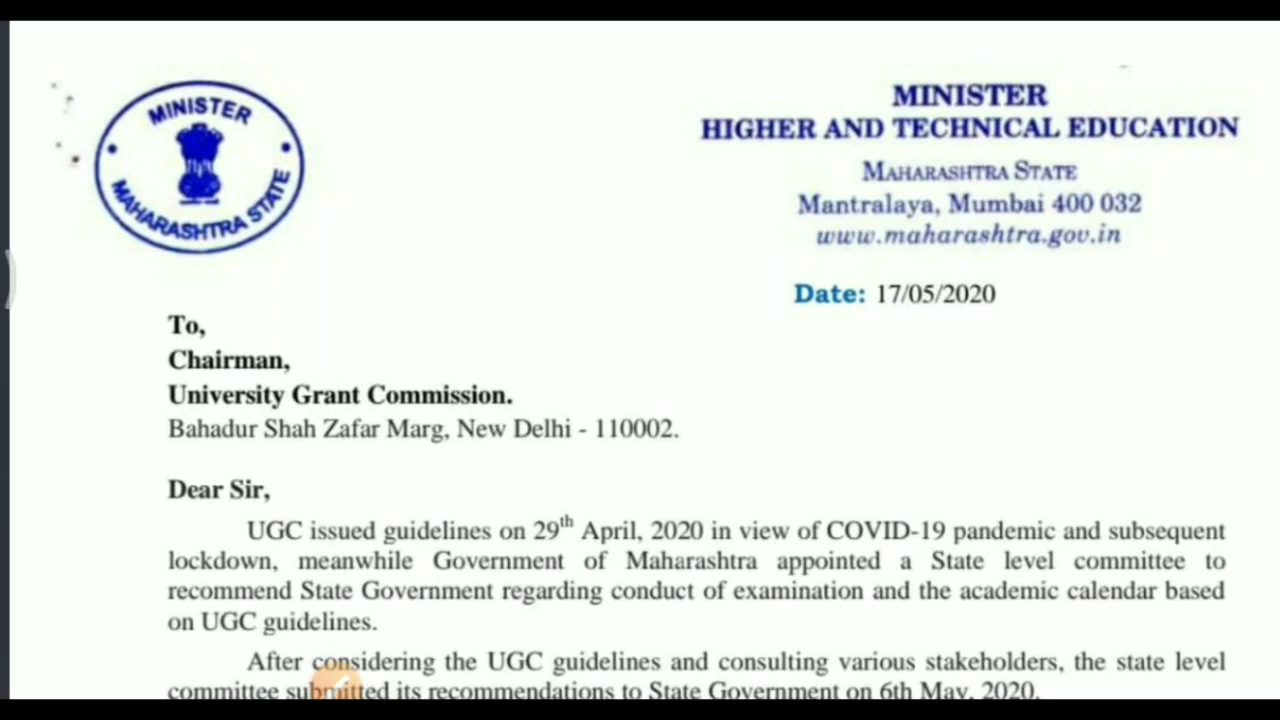 MINISTER
MAHARASHTRA STATE
MINISTER
HIGHER AND TECHNICAL EDUCATION
MAHARASHTRA STATE
Mantralaya, Mumbai 400 032
www.maharashtra.gov.in
Date: 17/05/2020
To,
Chairman,
University Grant Commission.
Bahadur Shah Zafar Marg, New Delhi - 110002.
Dear Sir,
UGC issued guidelines on 29th April, 2020 in view of COVID-19 pandemic and subsequent
lockdown, meanwhile Government of Maharashtra appointed a State level committee to
recommend State Government regarding conduct of examination and the academic calendar based
on UGC guidelines.
After considering the UGC guidelines and consulting various stakeholders, the state level
committee submitted its recommendations to State Government on 6th May, 2020.